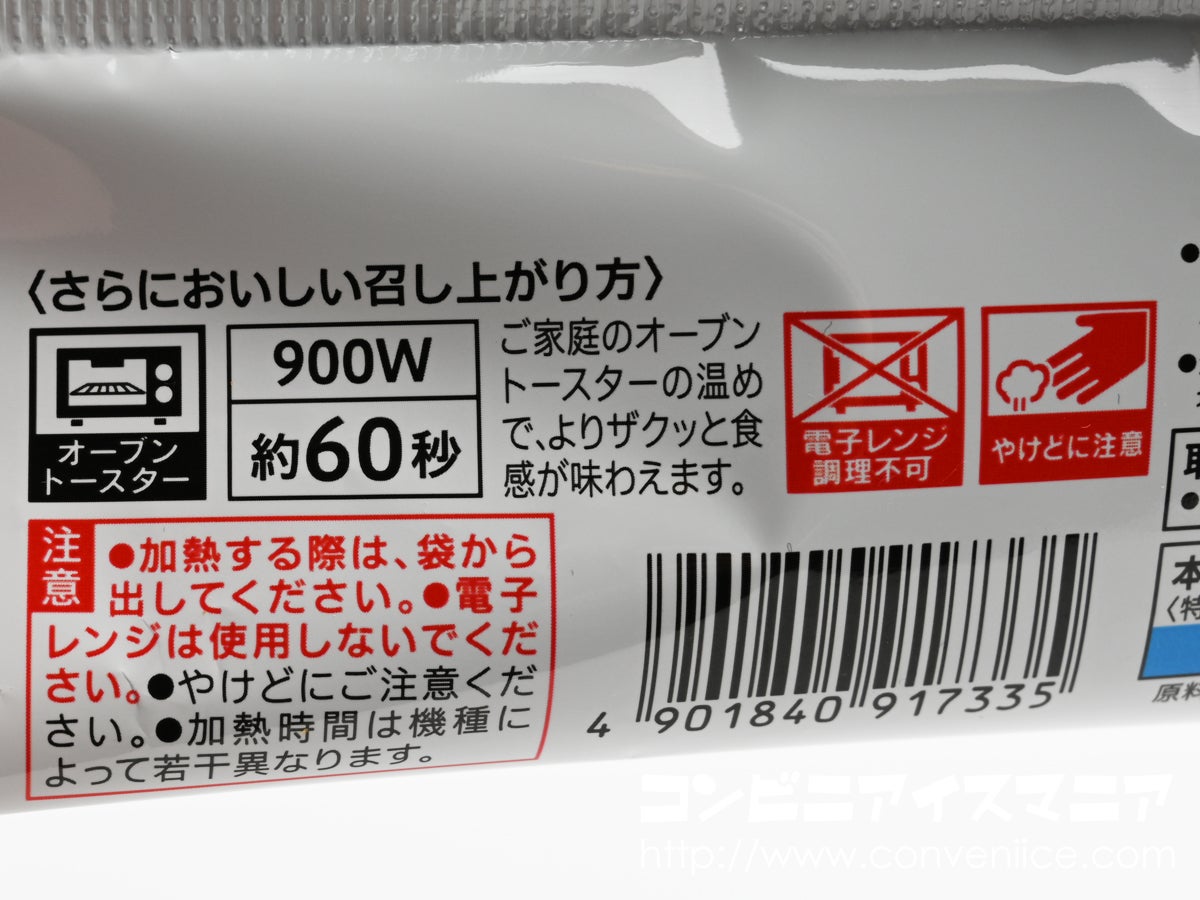 〈さらにおいしい召し上がり方〉
オーブン
トースター
900W
約60秒
ご家庭のオーブン
トースターの温め
で、よりザクッと食
感が味わえます。
電子レンジ
調理不可
やけどに注意
注意
●加熱する際は、袋から
出してください。●電子
レンジは使用しないでくだ
さい。●やけどにご注意くだ
さい。●加熱時間は機種に
よって若干異なります。
4 901840 917335
本
〈特
原料
コンビニアイスマニア
http://www.conveniice.com